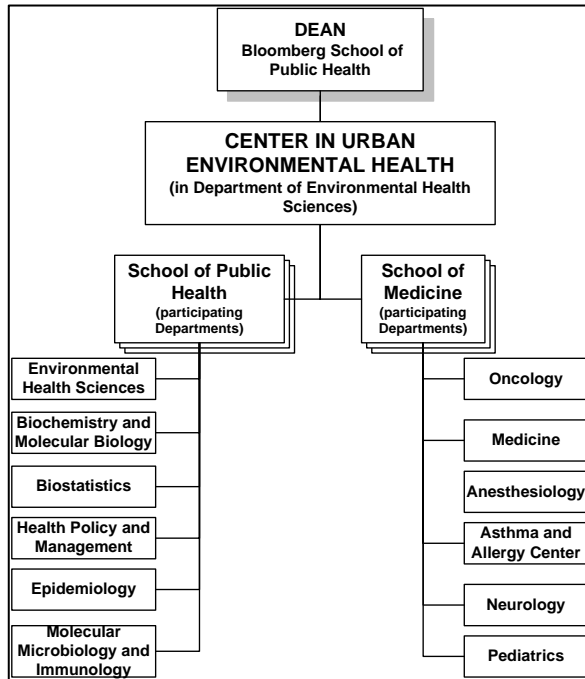 DEAN
Bloomberg School of
Public Health
CENTER IN URBAN
ENVIRONMENTAL HEALTH
(in Department of Environmental Health
Sciences)
School of Public
Health
(participating
Departments)
School of
Medicine
(participating
Departments)
Environmental
Health Sciences
Biochemistry and
Molecular Biology
Biostatistics
Health Policy and
Management
Epidemiology
Molecular
Microbiology and
Immunology
Oncology
Medicine
Anesthesiology
Asthma and
Allergy Center
Neurology
Pediatrics